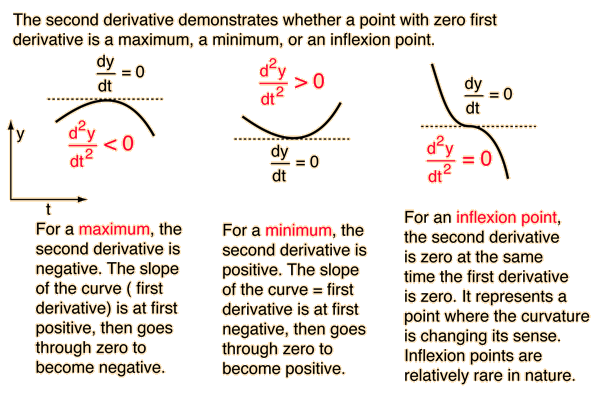 The second derivative demonstrates whether a point with zero first
derivative is a maximum, a minimum, or an inflexion point.
dy/dt = 0
d²y/dt² < 0
y
t
For a maximum, the
second derivative is
negative. The slope
of the curve ( first
derivative) is at first
positive, then goes
through zero to
become negative.
d²y/dt² > 0
dy/dt = 0
For a minimum, the
second derivative is
positive. The slope
of the curve = first
derivative is at first
negative, then goes
through zero to
become positive.
dy/dt = 0
d²y/dt² = 0
For an inflexion point,
the second derivative
is zero at the same
time the first derivative
is zero. It represents a
point where the curvature
is changing its sense.
Inflexion points are
relatively rare in nature.